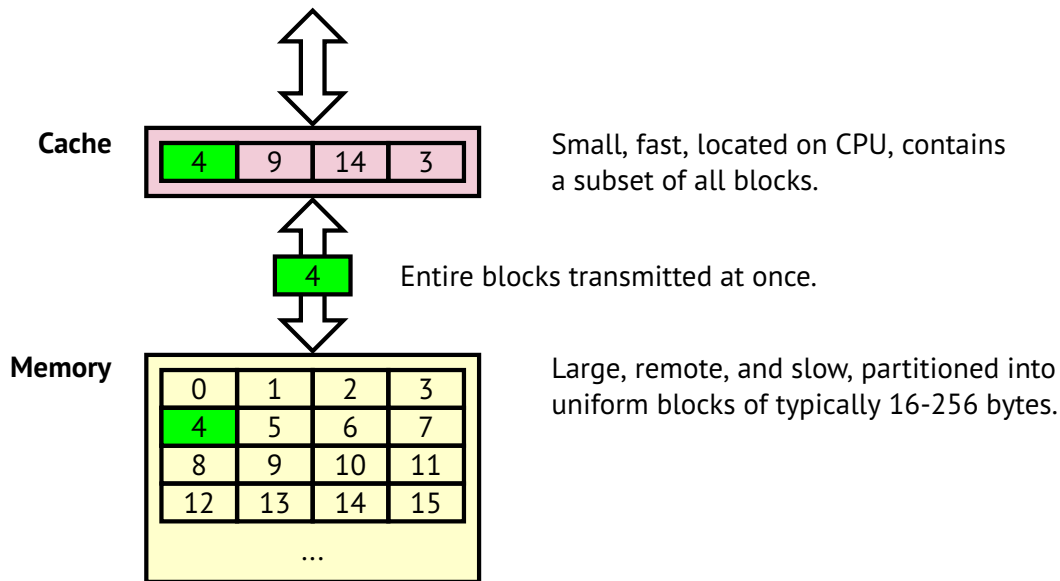 Cache
4 9 14 3
Small, fast, located on CPU, contains
a subset of all blocks.
4
Entire blocks transmitted at once.
Memory
0 1 2 3
4 5 6 7
8 9 10 11
12 13 14 15
...
Large, remote, and slow, partitioned into
uniform blocks of typically 16-256 bytes.